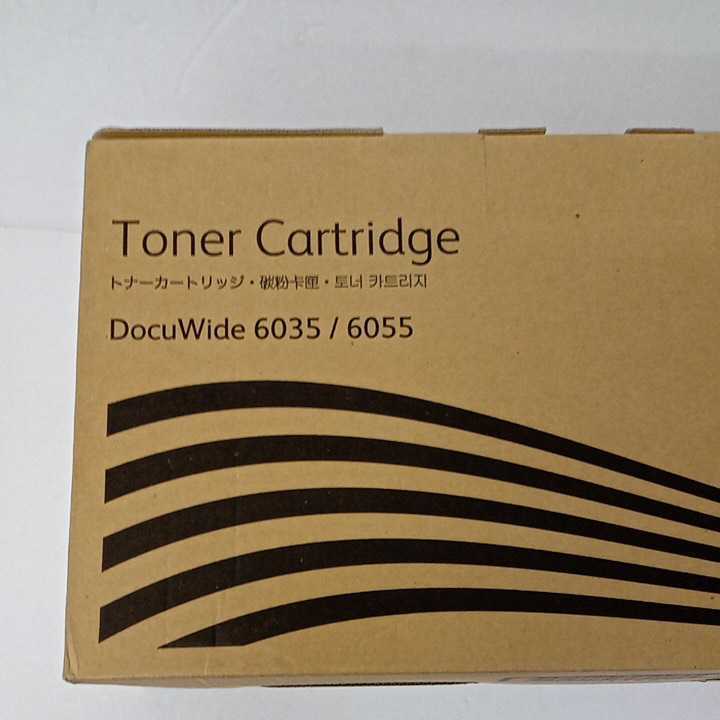 Toner Cartridge
トナーカートリッジ・碳粉卡匣・토너 카트리지
DocuWide 6035 / 6055